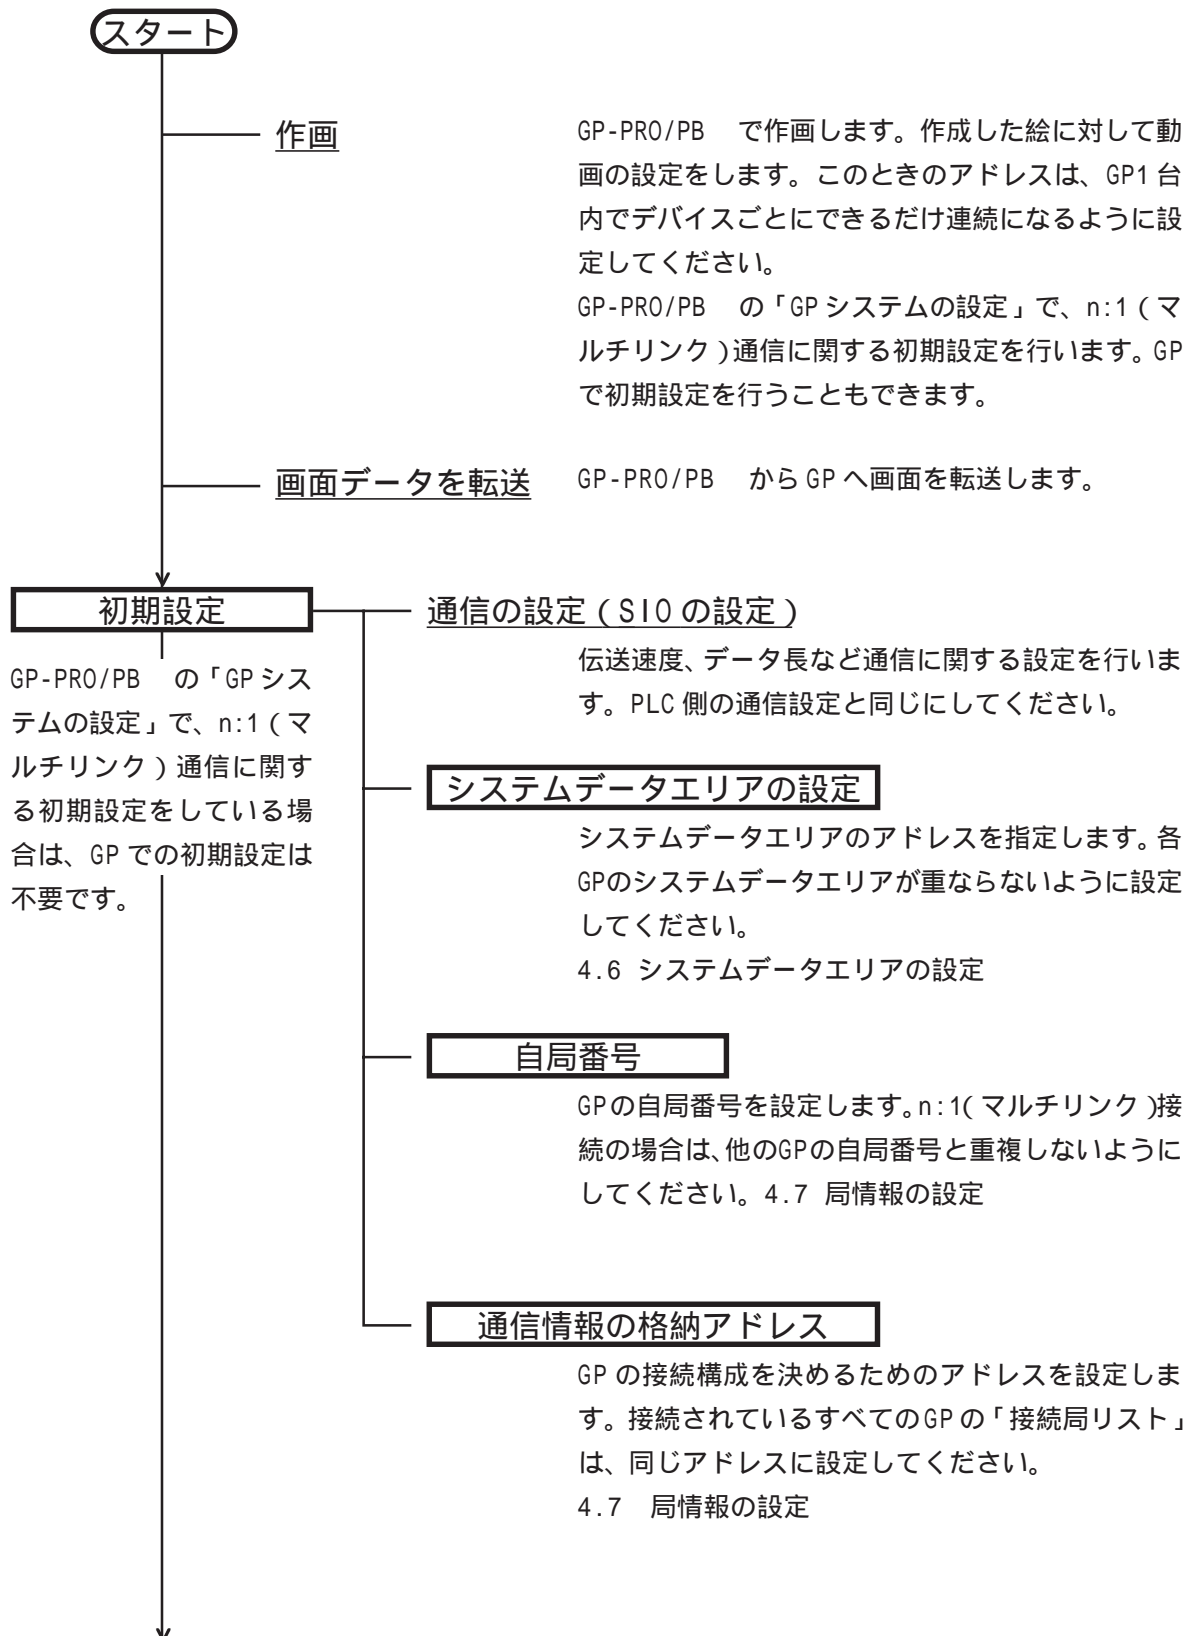 スタート
作画
GP-PRO/PB で作画します。作成した絵に対して動
画の設定をします。このときのアドレスは、GP1 台
内でデバイスごとにできるだけ連続になるように設
定してください。
GP-PRO/PB の「GPシステムの設定」で、n:1(マ
ルチリンク)通信に関する初期設定を行います。GP
で初期設定を行うこともできます。
画面データを転送
GP-PRO/PB から GP へ画面を転送します。
初期設定
GP-PRO/PB の「GPシス
テムの設定」で、n:1(マ
ルチリンク)通信に関す
る初期設定をしている場
合は、GP での初期設定は
不要です。
通信の設定(SIO の設定)
伝送速度、データ長など通信に関する設定を行いま
す。PLC 側の通信設定と同じにしてください。
システムデータエリアの設定
システムデータエリアのアドレスを指定します。各
GPのシステムデータエリアが重ならないように設定
してください。
4.6 システムデータエリアの設定
自局番号
GPの自局番号を設定します。n:1(マルチリンク)接
続の場合は、他のGPの自局番号と重複しないように
してください。4.7 局情報の設定
通信情報の格納アドレス
GP の接続構成を決めるためのアドレスを設定しま
す。接続されているすべてのGPの「接続局リスト」
は、同じアドレスに設定してください。
4.7 局情報の設定